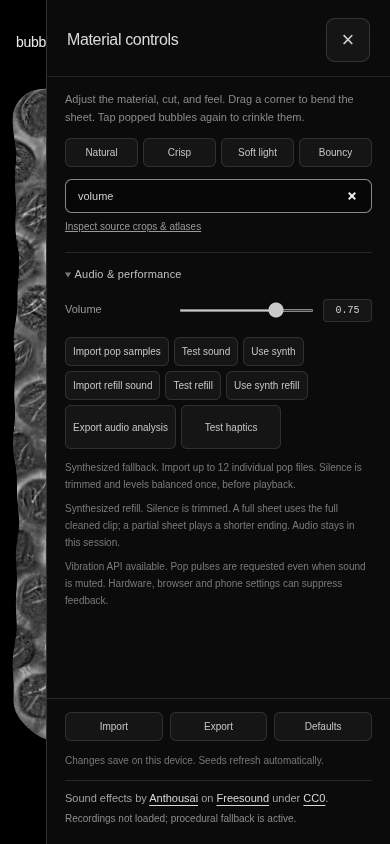 bubb
Material controls
×
Adjust the material, cut, and feel. Drag a corner to bend the
sheet. Tap popped bubbles again to crinkle them.
Natural Crisp Soft light Bouncy
volume
Inspect source crops & atlases
▾ Audio & performance
Volume 0.75
Import pop samples Test sound Use synth
Import refill sound Test refill Use synth refill
Export audio analysis Test haptics
Synthesized fallback. Import up to 12 individual pop files. Silence is
trimmed and levels balanced once, before playback.
Synthesized refill. Silence is trimmed. A full sheet uses the full
cleaned clip; a partial sheet plays a shorter ending. Audio stays in
this session.
Vibration API available. Pop pulses are requested even when sound
is muted. Hardware, browser and phone settings can suppress
feedback.
Import Export Defaults
Changes save on this device. Seeds refresh automatically.
Sound effects by Anthousai on Freesound under CC0.
Recordings not loaded; procedural fallback is active.